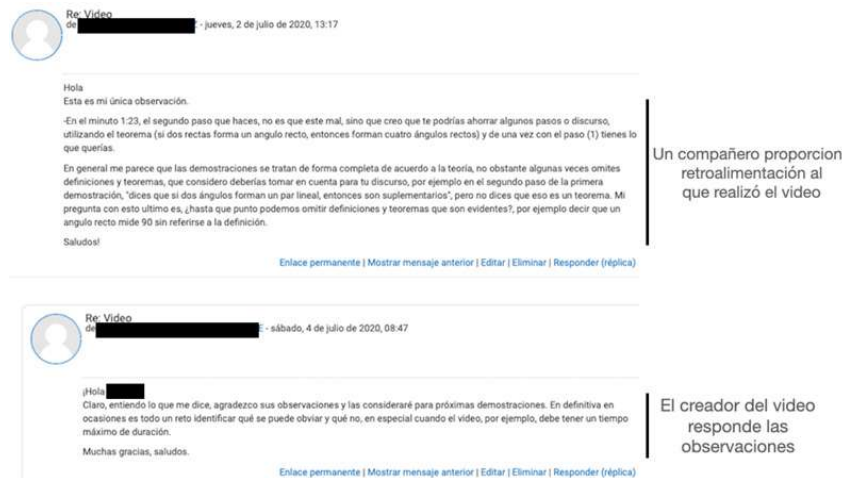 Re: Video
de - jueves, 2 de julio de 2020, 13:17
Hola
Esta es mi única observación.
-En el minuto 1:23, el segundo paso que haces, no es que este mal, sino que creo que te podrías ahorrar algunos pasos o discurso,
utilizando el teorema (si dos rectas forma un angulo recto, entonces forman cuatro ángulos rectos) y de una vez con el paso (1) tienes lo
que querías.
En general me parece que las demostraciones se tratan de forma completa de acuerdo a la teoría, no obstante algunas veces omites
definiciones y teoremas, que considero deberías tomar en cuenta para tu discurso, por ejemplo en el segundo paso de la primera
demostración, "dices que si dos ángulos forman un par lineal, entonces son suplementarios", pero no dices que eso es un teorema. Mi
pregunta con esto ultimo es, ¿hasta que punto podemos omitir definiciones y teoremas que son evidentes?, por ejemplo decir que un
angulo recto mide 90 sin referirse a la definición.
Saludos!
Enlace permanente | Mostrar mensaje anterior | Editar | Eliminar | Responder (réplica)
Un compañero proporcion
retroalimentación al
que realizó el video
Re: Video
de E - sábado, 4 de julio de 2020, 08:47
¡Hola
Claro, entiendo lo que me dice, agradezco sus observaciones y las consideraré para próximas demostraciones. En definitiva en
ocasiones es todo un reto identificar qué se puede obviar y qué no, en especial cuando el video, por ejemplo, debe tener un tiempo
máximo de duración.
Muchas gracias, saludos.
Enlace permanente | Mostrar mensaje anterior | Editar | Eliminar | Responder (réplica)
El creador del video
responde las
observaciones